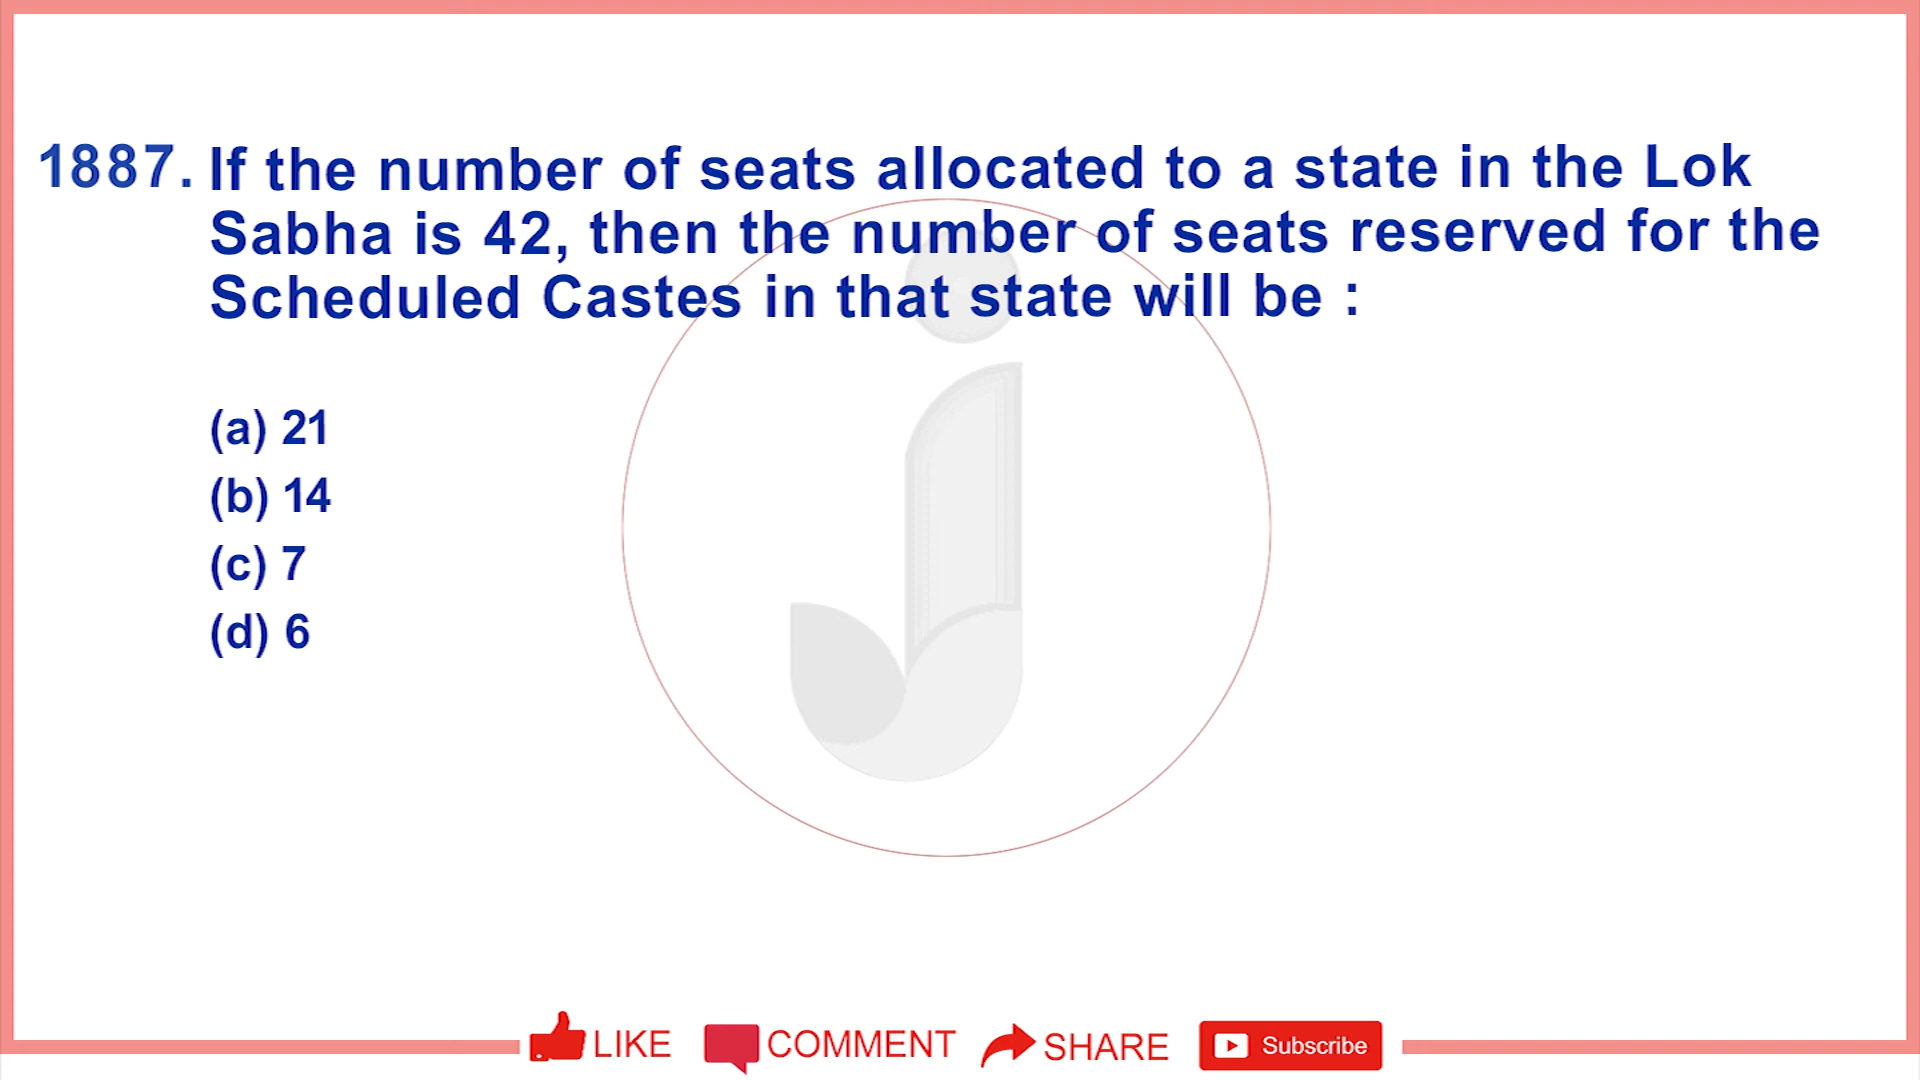 1887. If the number of seats allocated to a state in the Lok
Sabha is 42, then the number of seats reserved for the
Scheduled Castes in that state will be :
(a) 21
(b) 14
(c) 7
(d) 6
LIKE COMMENT SHARE Subscribe